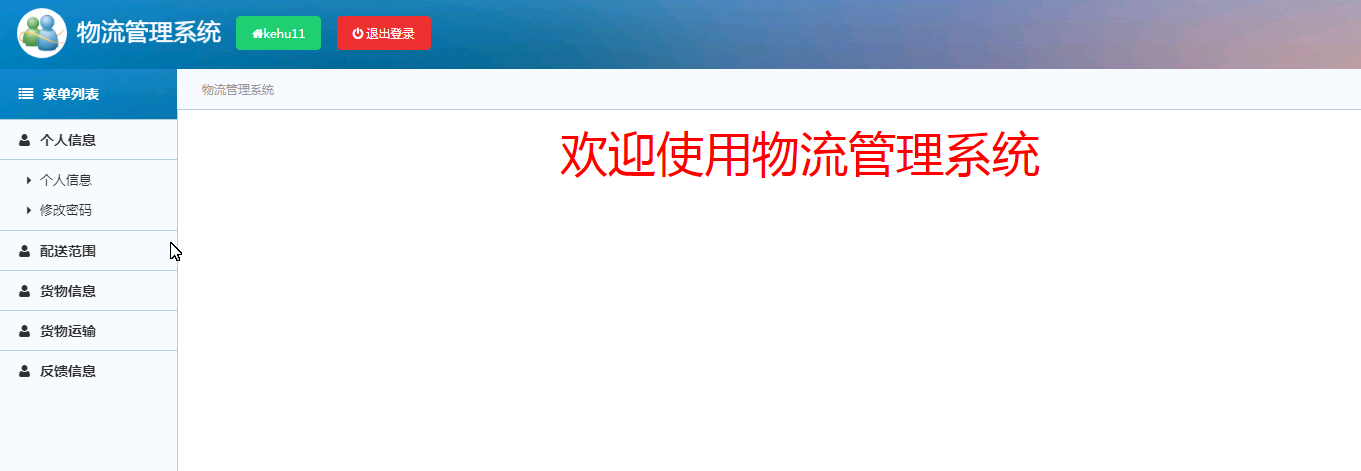 物流管理系统
kehu11
退出登录
菜单列表
物流管理系统
个人信息
个人信息
修改密码
配送范围
货物信息
货物运输
反馈信息
欢迎使用物流管理系统